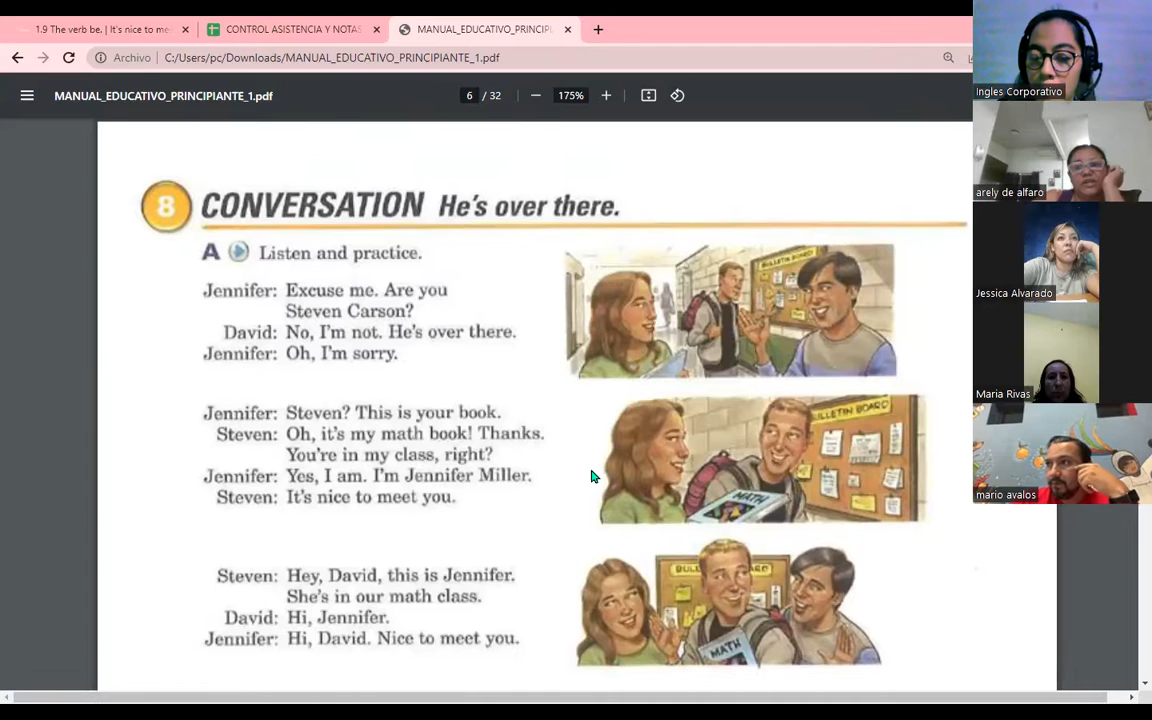 1.9 The verb be. | It's nice to me
CONTROL ASISTENCIA Y NOTAS
MANUAL_EDUCATIVO_PRINCIPI
Archivo
C:/Users/pc/Downloads/MANUAL_EDUCATIVO_PRINCIPIANTE_1.pdf
MANUAL_EDUCATIVO_PRINCIPIANTE_1.pdf
6 / 32
175%
8 CONVERSATION He's over there.
A Listen and practice.
Jennifer: Excuse me. Are you
Steven Carson?
David: No, I'm not. He's over there.
Jennifer: Oh, I'm sorry.
BULLETIN BOARD
Jennifer: Steven? This is your book.
Steven: Oh, it's my math book! Thanks.
You're in my class, right?
Jennifer: Yes, I am. I'm Jennifer Miller.
Steven: It's nice to meet you.
BULLETIN BOARD
MATH
Steven: Hey, David, this is Jennifer.
She's in our math class.
David: Hi, Jennifer.
Jennifer: Hi, David. Nice to meet you.
BUL
ARD
MATH
Ingles Corporativo
arely de alfaro
Jessica Alvarado
Maria Rivas
mario avalos